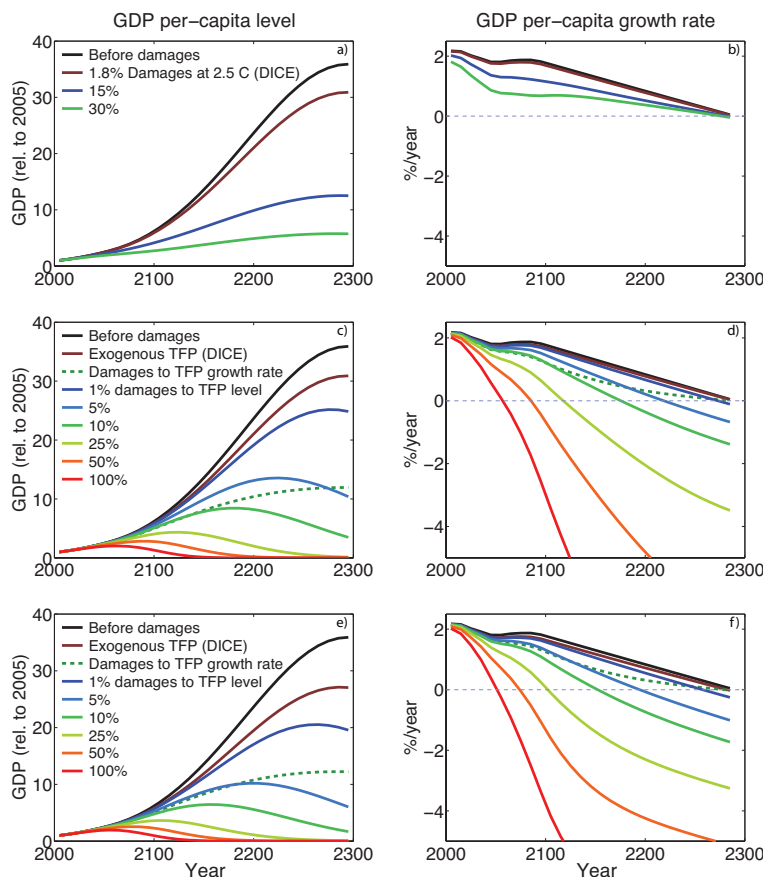 GDP per-capita level
GDP per-capita growth rate
40
30
20
10
0
GDP (rel. to 2005)
a)
Before damages
1.8% Damages at 2.5 C (DICE)
15%
30%
2000
2100
2200
2300
2
0
−2
−4
%/year
b)
2000
2100
2200
2300
40
30
20
10
0
GDP (rel. to 2005)
c)
Before damages
Exogenous TFP (DICE)
Damages to TFP growth rate
1% damages to TFP level
5%
10%
25%
50%
100%
2000
2100
2200
2300
2
0
−2
−4
%/year
d)
2000
2100
2200
2300
40
30
20
10
0
GDP (rel. to 2005)
e)
Before damages
Exogenous TFP (DICE)
Damages to TFP growth rate
1% damages to TFP level
5%
10%
25%
50%
100%
2000
2100
2200
2300
Year
2
0
−2
−4
%/year
f)
2000
2100
2200
2300
Year